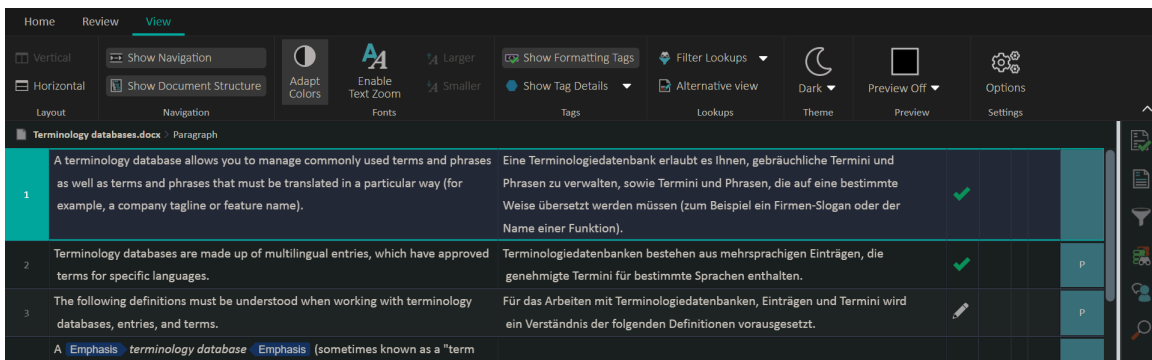 Home Review View
Vertical Show Navigation Larger Show Formatting Tags Filter Lookups
Adapt Colors
Enable Text Zoom
Horizontal Show Document Structure Smaller Show Tag Details Alternative view Dark Preview Off Options
Layout Navigation Fonts Tags Lookups Theme Preview Settings
Terminology databases.docx > Paragraph
1
A terminology database allows you to manage commonly used terms and phrases
as well as terms and phrases that must be translated in a particular way (for
example, a company tagline or feature name).
Eine Terminologiedatenbank erlaubt es Ihnen, gebräuchliche Termini und
Phrasen zu verwalten, sowie Termini und Phrasen, die auf eine bestimmte
Weise übersetzt werden müssen (zum Beispiel ein Firmen-Slogan oder der
Name einer Funktion).
2
Terminology databases are made up of multilingual entries, which have approved
terms for specific languages.
Terminologiedatenbanken bestehen aus mehrsprachigen Einträgen, die
genehmigte Termini für bestimmte Sprachen enthalten.
P
3
The following definitions must be understood when working with terminology
databases, entries, and terms.
Für das Arbeiten mit Terminologiedatenbanken, Einträgen und Termini wird
ein Verständnis der folgenden Definitionen vorausgesetzt.
P
A Emphasis terminology database Emphasis (sometimes known as a "term